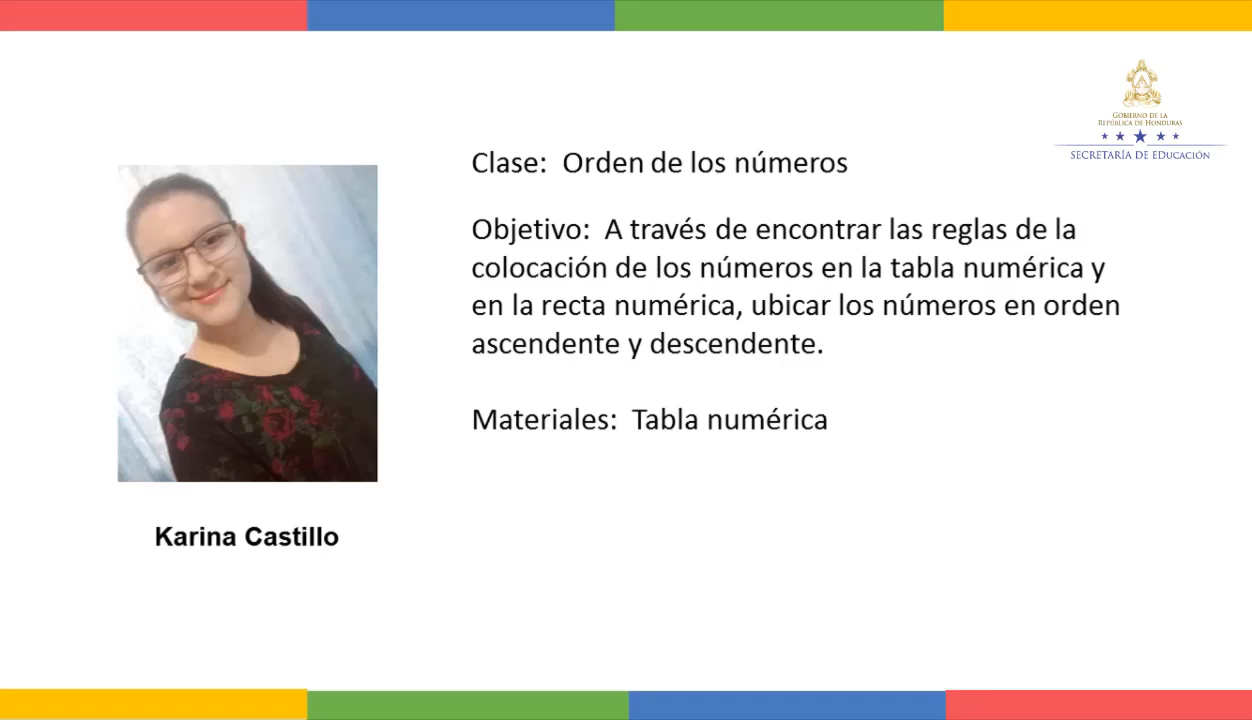 GOBIERNO DE LA
REPÚBLICA DE HONDURAS
SECRETARÍA DE EDUCACIÓN
Clase: Orden de los números
Objetivo: A través de encontrar las reglas de la
colocación de los números en la tabla numérica y
en la recta numérica, ubicar los números en orden
ascendente y descendente.
Materiales: Tabla numérica
Karina Castillo